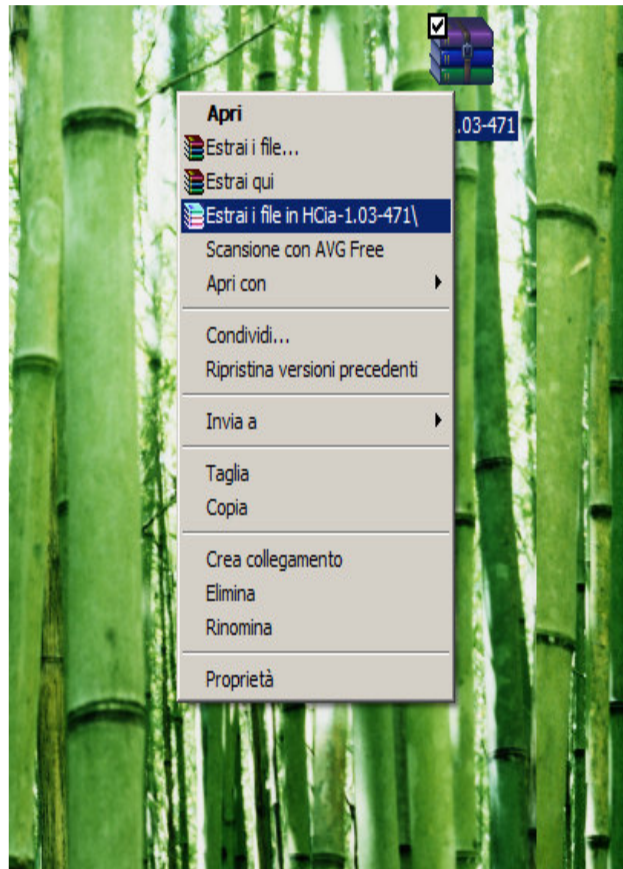 .03-471
Apri
Estrai i file...
Estrai qui
Estrai i file in HCia-1.03-471\
Scansione con AVG Free
Apri con
Condividi...
Ripristina versioni precedenti
Invia a
Taglia
Copia
Crea collegamento
Elimina
Rinomina
Proprietà